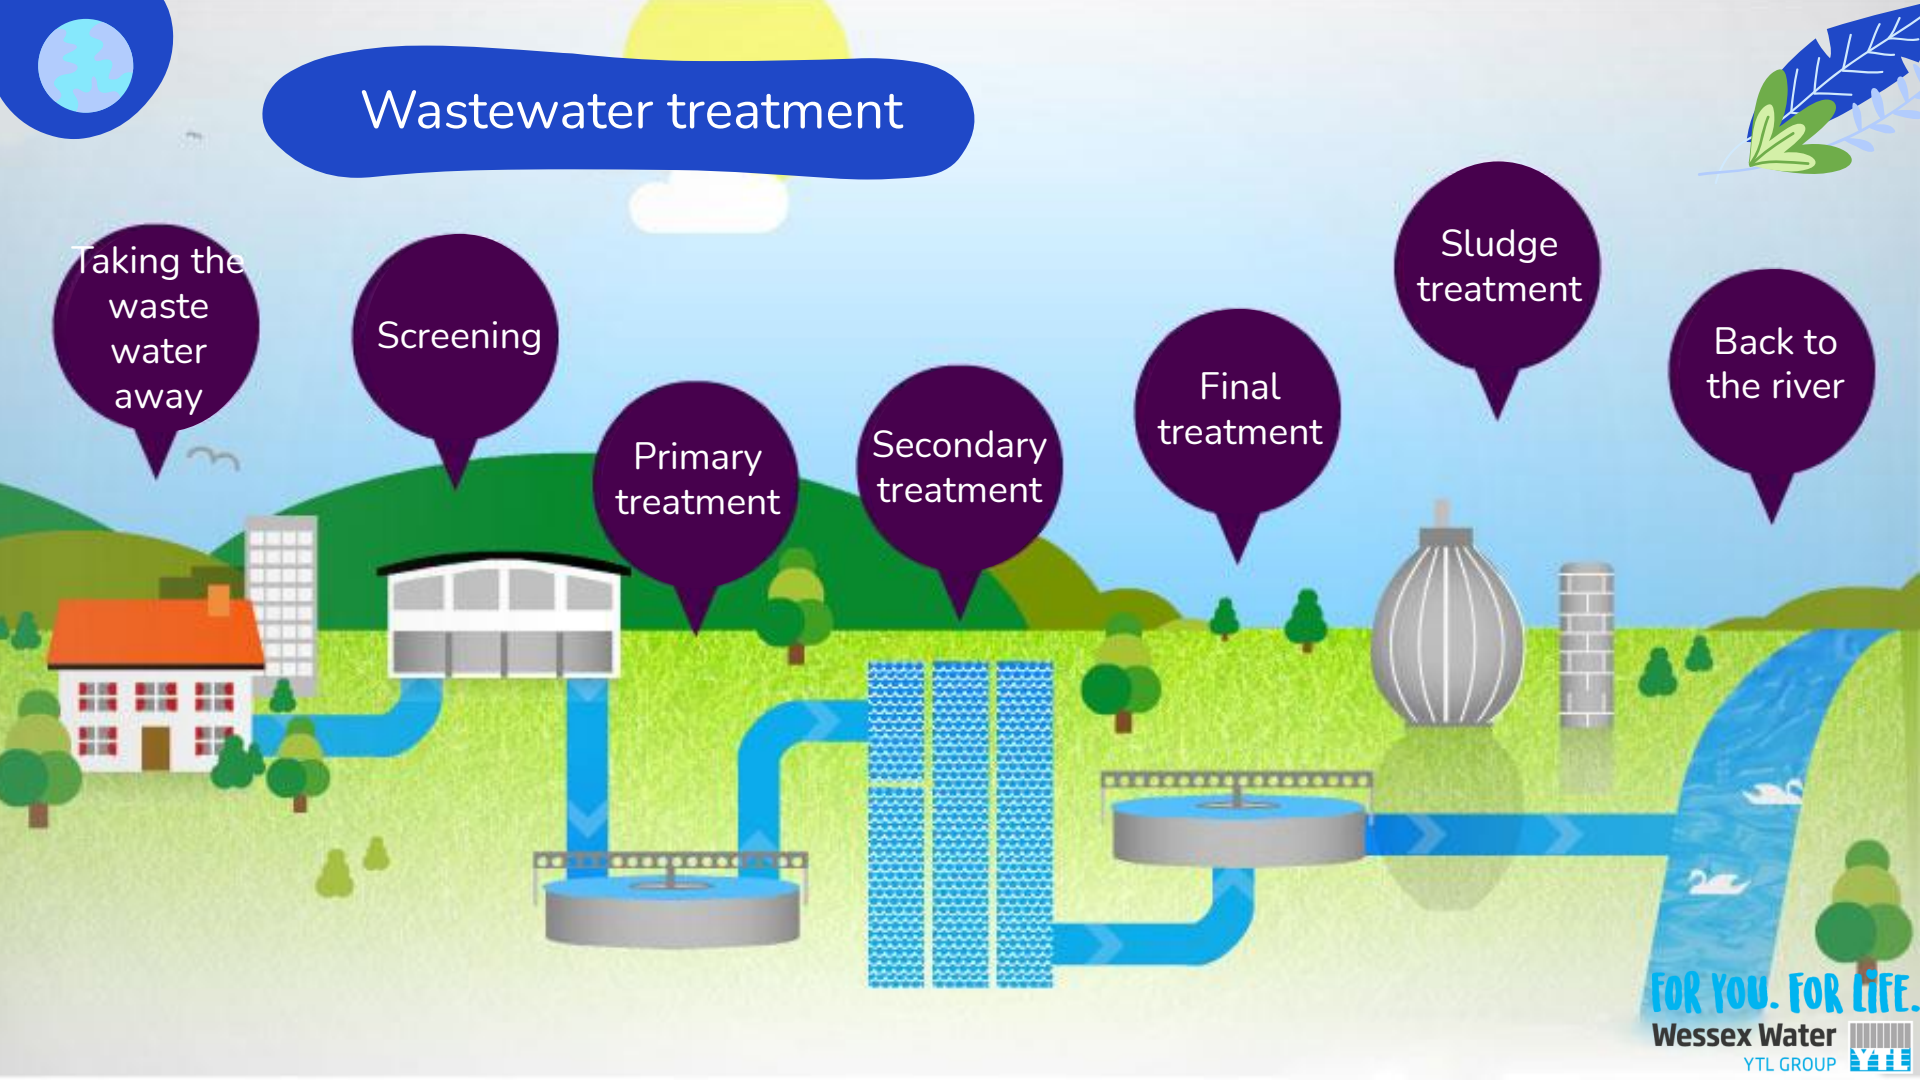 Wastewater treatment
Taking the
waste
water
away
Screening
Primary
treatment
Secondary
treatment
Final
treatment
Sludge
treatment
Back to
the river
FOR YOU. FOR LIFE.
Wessex Water
YTL GROUP
YTL